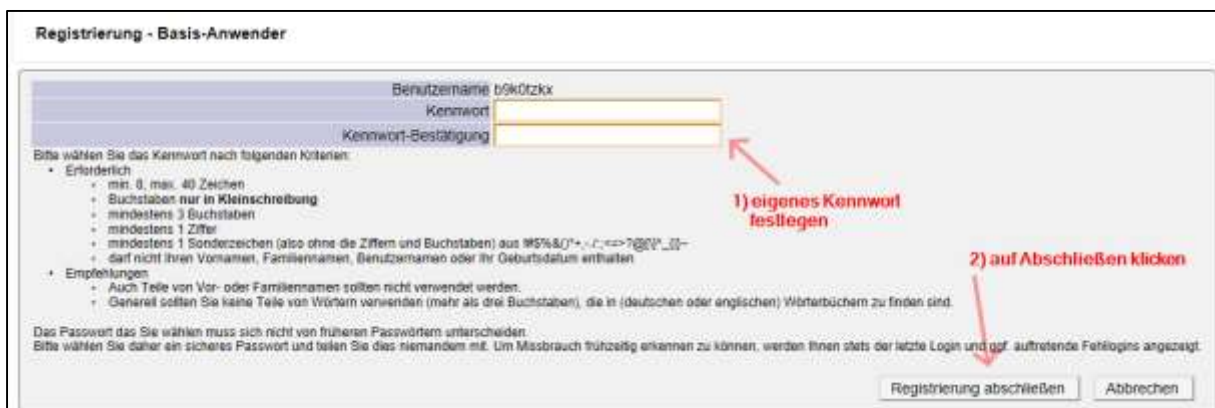 Registrierung - Basis-Anwender
Benutzername b9k0tzkx
Kennwort
Kennwort-Bestätigung
Bitte wählen Sie das Kennwort nach folgenden Kriterien:
• Erforderlich
◦ min. 8, max. 40 Zeichen
◦ Buchstaben nur in Kleinschreibung
◦ mindestens 3 Buchstaben
◦ mindestens 1 Ziffer
◦ mindestens 1 Sonderzeichen (also ohne die Ziffern und Buchstaben) aus
◦ darf nicht Ihren Vornamen, Familiennamen, Benutzernamen oder Ihr Geburtsdatum enthalten
• Empfehlungen
◦ Auch Teile von Vor- oder Familiennamen sollten nicht verwendet werden.
◦ Generell sollten Sie keine Teile von Wörtern verwenden (mehr als drei Buchstaben), die in (deutschen oder englischen) Wörterbüchern zu finden sind.
1) eigenes Kennwort
festlegen
2) auf Abschließen klicken
Das Passwort das Sie wählen muss sich nicht von früheren Passwörtern unterscheiden.
Bitte wählen Sie daher ein sicheres Passwort und teilen Sie dies niemandem mit. Um Missbrauch frühzeitig erkennen zu können, werden Ihnen stets der letzte Login und ggf. auftretende Fehllogins angezeigt.
Registrierung abschließen
Abbrechen